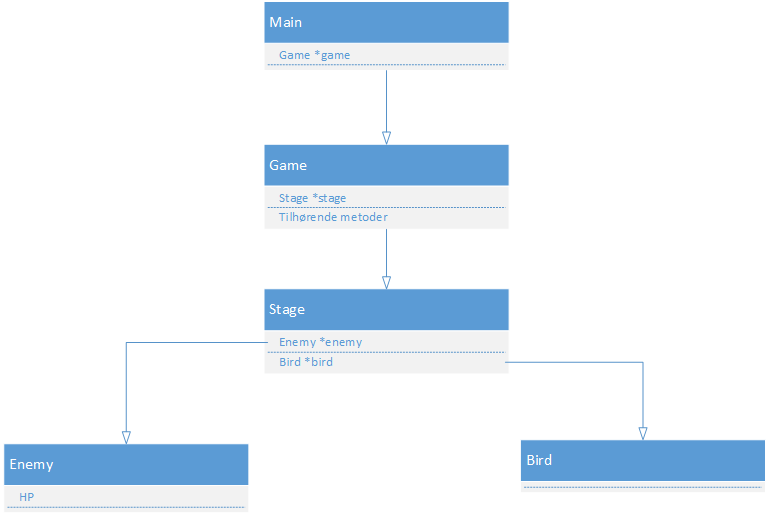 Main
Game *game
Game
Stage *stage
Tilhørende metoder
Stage
Enemy *enemy
Bird *bird
Enemy
HP
Bird